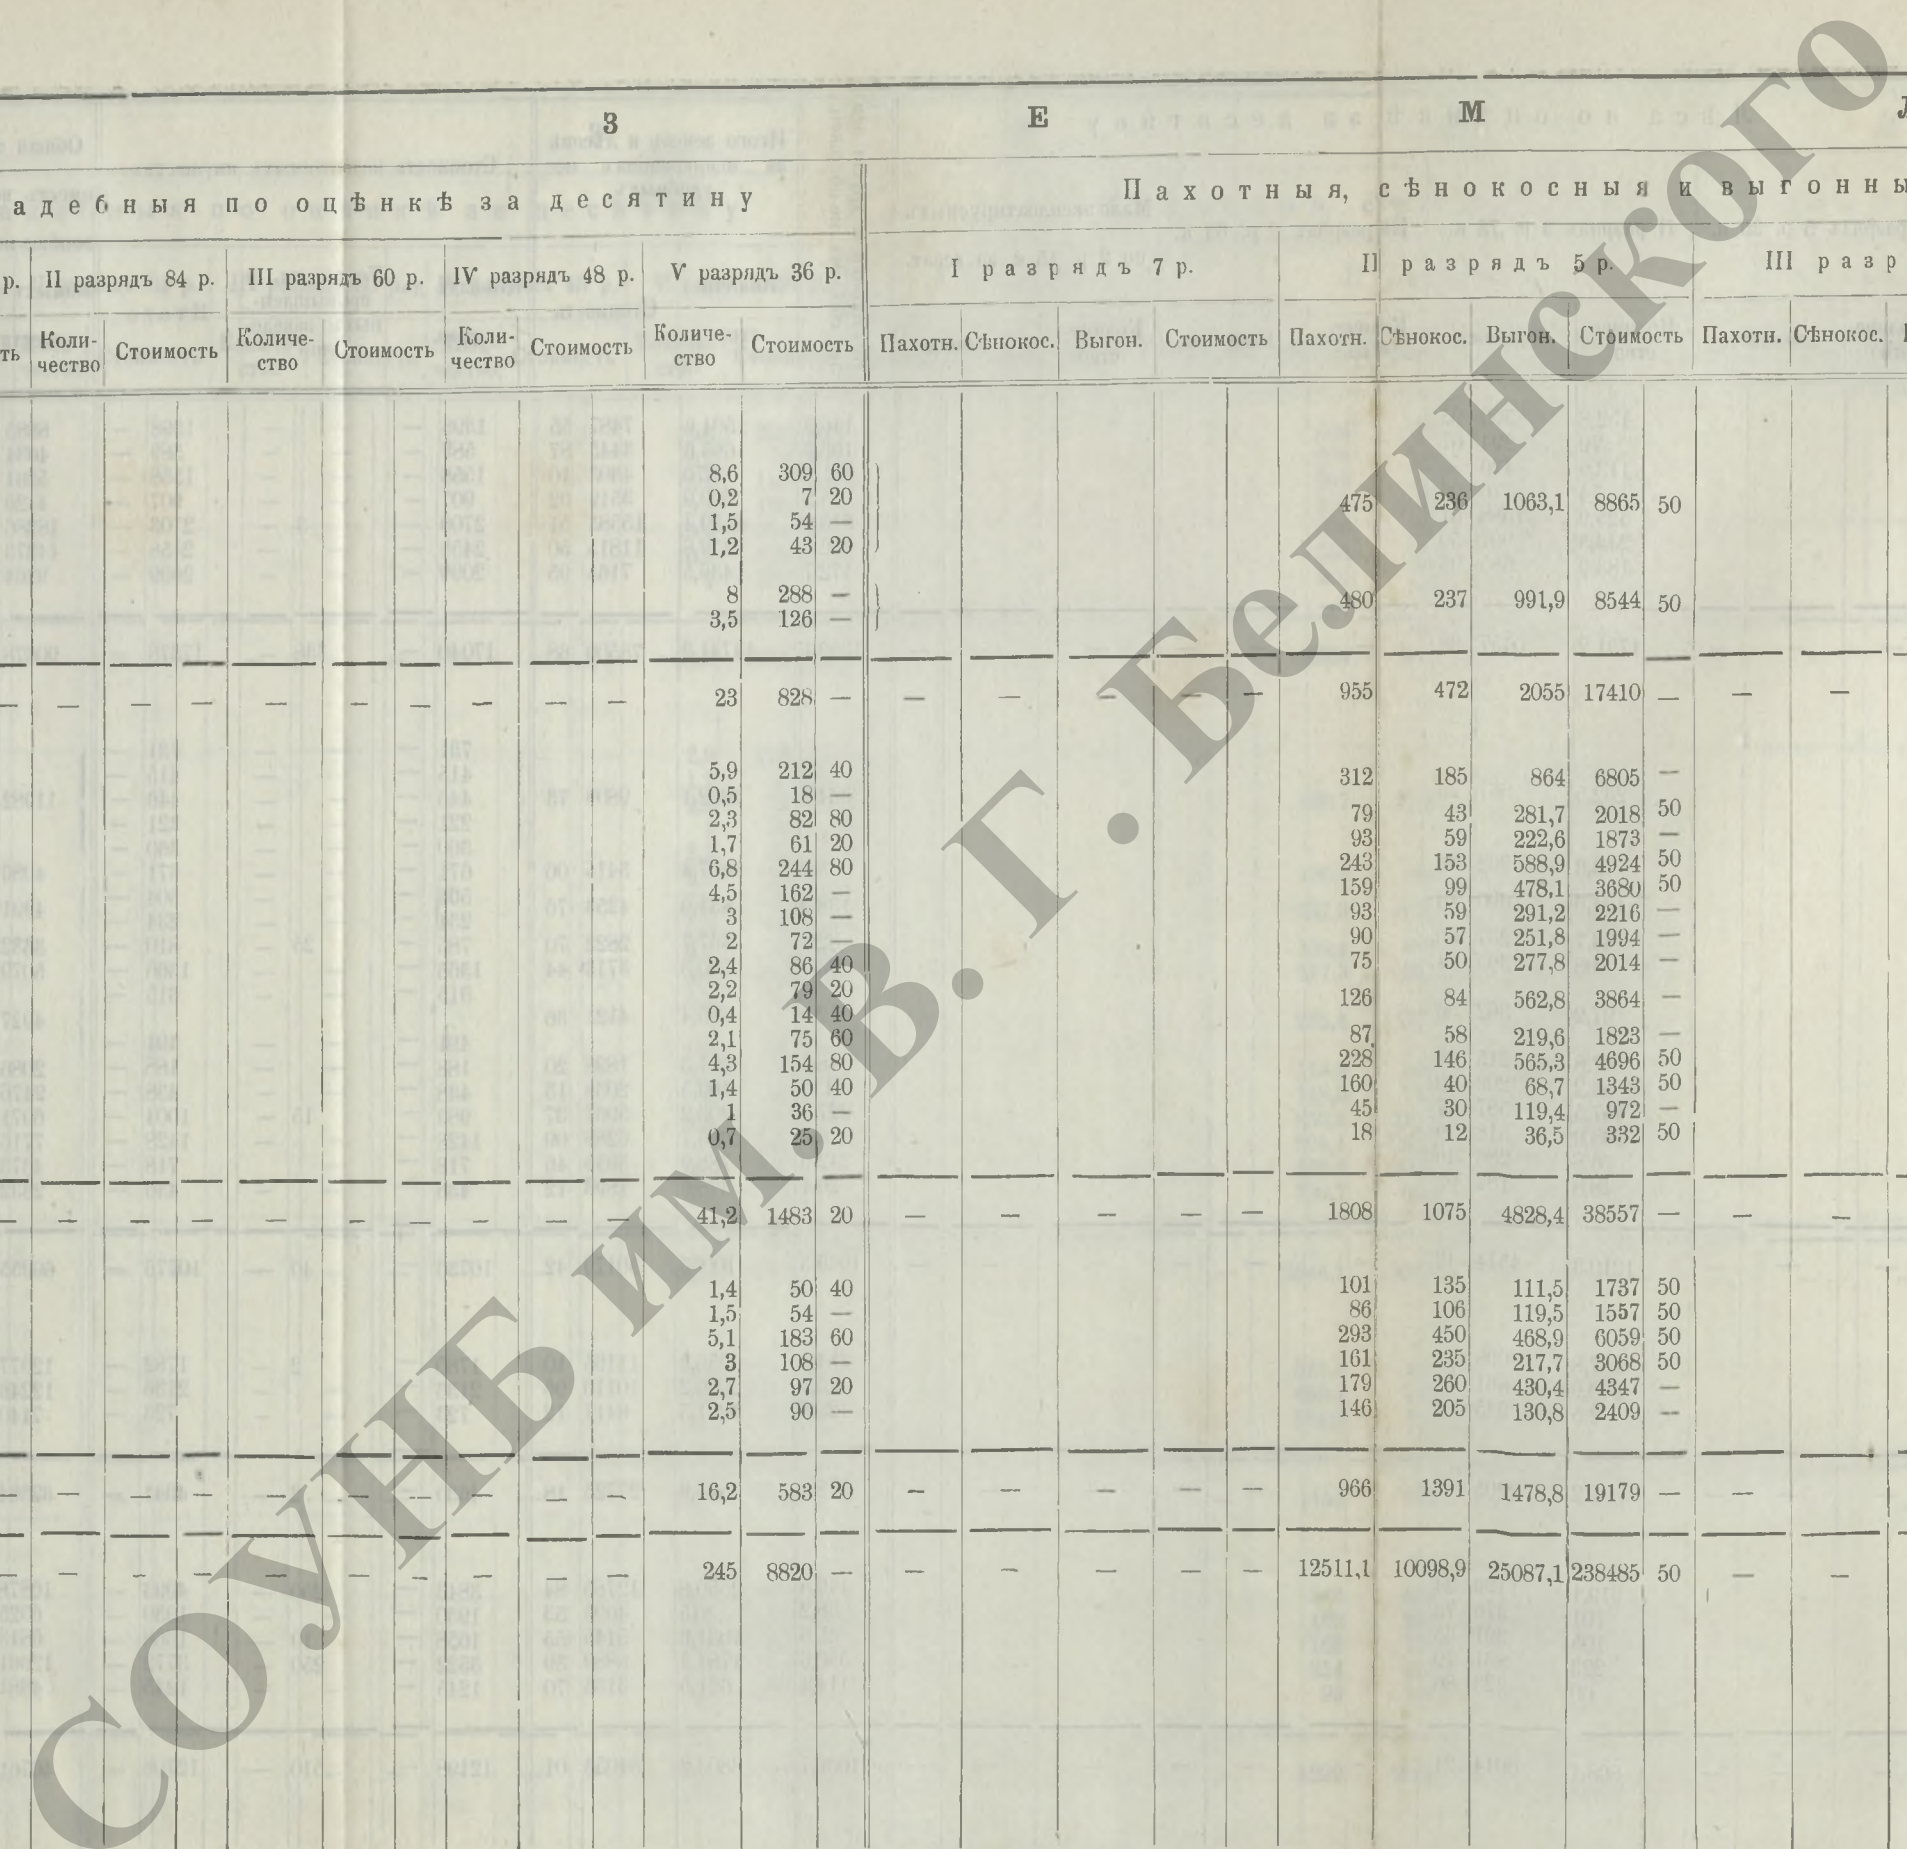 З Е М
адебныя по оцѣнкѣ за десятину Пахотныя, сѣнокосныя и выгонны
р. II разрядъ 84 р. III разрядъ 60 р. IV разрядъ 48 р. V разрядъ 36 р. I разрядъ 7 р. II разрядъ 5 р. III разр
ть Коли-чество Стоимость Количе-ство Стоимость Коли-чество Стоимость Количе-ство Стоимость Пахотн. Сѣнокос. Выгон. Стоимость Пахотн. Сѣнокос. Выгон. Стоимость Пахотн. Сѣнокос.
8,6 309 60
0,2 7 20 475 236 1063,1 8865 50
1,5 54 —
1,2 43 20
8 288 — 480 237 991,9 8544 50
3,5 126 —
— — — — — — — — — — 23 828 — — — — — — 955 472 2055 17410 — — —
5,9 212 40 312 185 864 6805 —
0,5 18 —
2,3 82 80 79 43 281,7 2018 50
1,7 61 20 93 59 222,6 1873 —
6,8 244 80 243 153 588,9 4924 50
4,5 162 — 159 99 478,1 3680 50
3 108 — 93 59 291,2 2216 —
2 72 — 90 57 251,8 1994 —
2,4 86 40 75 50 277,8 2014 —
2,2 79 20 126 84 562,8 3864 —
0,4 14 40
2,1 75 60 87 58 219,6 1823 —
4,3 154 80 228 146 565,3 4696 50
1,4 50 40 160 40 68,7 1343 50
1 36 — 45 30 119,4 972 —
0,7 25 20 18 12 36,5 332 50
— — — — — — — — — — 41,2 1483 20 — — — — — 1808 1075 4828,4 38557 — — —
1,4 50 40 101 135 111,5 1737 50
1,5 54 — 86 106 119,5 1557 50
5,1 183 60 293 450 468,9 6059 50
3 108 — 161 235 217,7 3068 50
2,7 97 20 179 260 430,4 4347 —
2,5 90 — 146 205 130,8 2409 —
— — — — — — — — — — 16,2 583 20 — — — — — 966 1391 1478,8 19179 — —
— — — — — — — — — — 245 8820 — — — — — — 12511,1 10098,9 25087,1 238485 50 — —
СОУНБ им. В. Г. Белинского